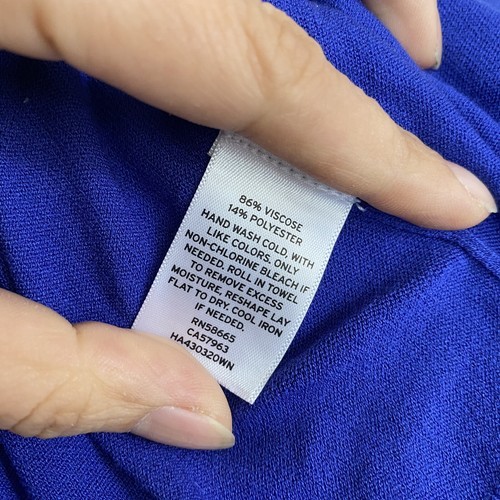 86% VISCOSE
14% POLYESTER
HAND WASH COLD, WITH
LIKE COLORS. ONLY
NON-CHLORINE BLEACH IF
NEEDED. ROLL IN TOWEL
TO REMOVE EXCESS
MOISTURE, RESHAPE LAY
FLAT TO DRY. COOL IRON
IF NEEDED.
RN58665
CA57963
HA430320WN